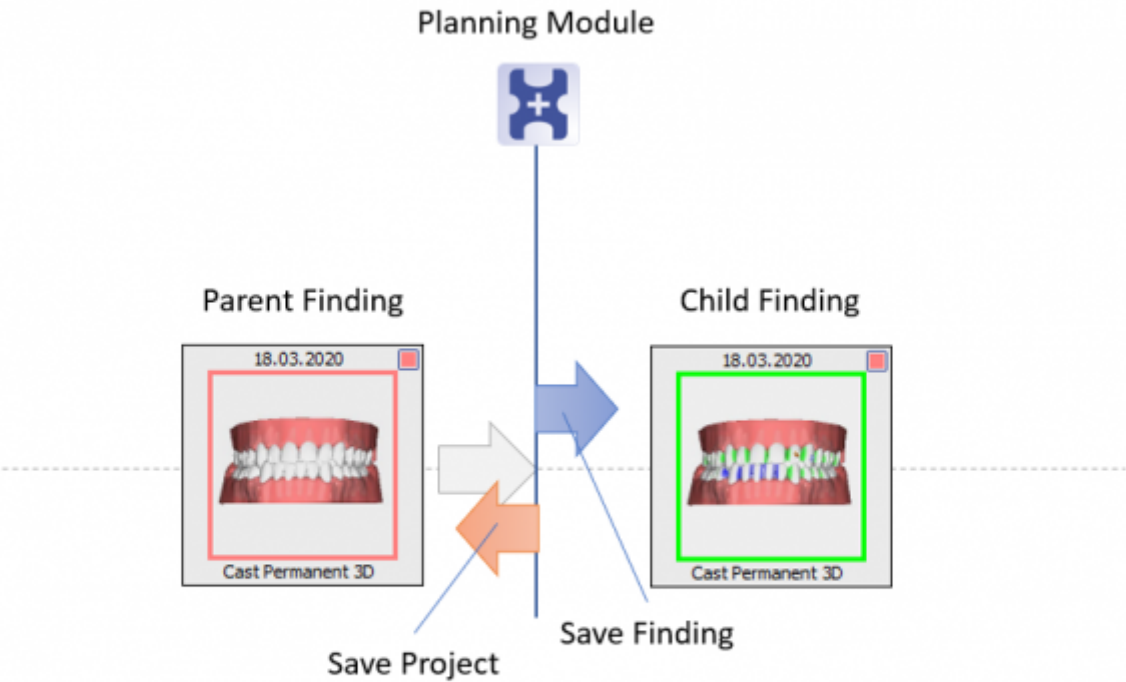 Planning Module
Parent Finding
Child Finding
18.03.2020
18.03.2020
Cast Permanent 3D
Cast Permanent 3D
Save Finding
Save Project